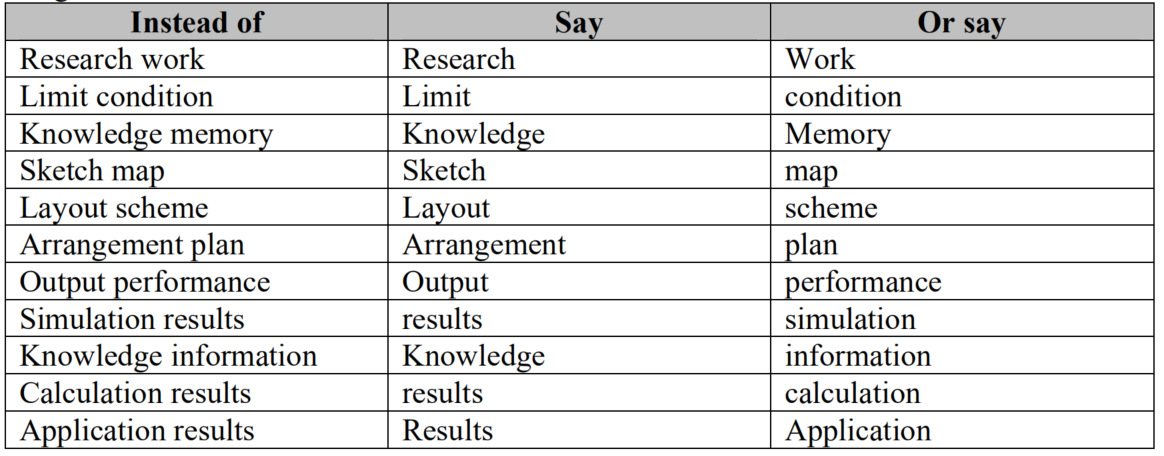 Instead of Say Or say
Research work Research Work
Limit condition Limit condition
Knowledge memory Knowledge Memory
Sketch map Sketch map
Layout scheme Layout scheme
Arrangement plan Arrangement plan
Output performance Output performance
Simulation results results simulation
Knowledge information Knowledge information
Calculation results results calculation
Application results Results Application